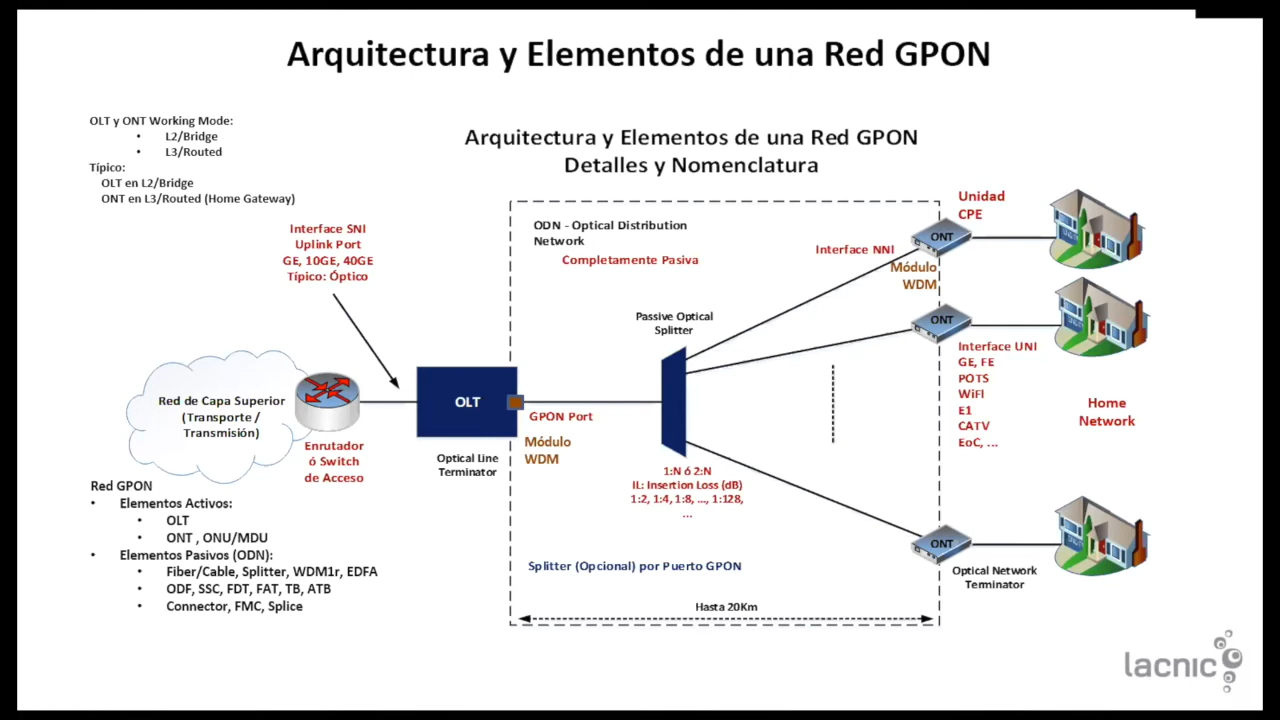 Arquitectura y Elementos de una Red GPON
OLT y ONT Working Mode:
• L2/Bridge
• L3/Routed
Típico:
OLT en L2/Bridge
ONT en L3/Routed (Home Gateway)
Arquitectura y Elementos de una Red GPON
Detalles y Nomenclatura
Interface SNI
Uplink Port
GE, 10GE, 40GE
Típico: Óptico
ODN - Optical Distribution
Network
Completamente Pasiva
Interface NNI
Unidad
CPE
ONT
Módulo
WDM
Passive Optical
Splitter
ONT
Interface UNI
GE, FE
POTS
WiFI
E1
CATV
EoC, ...
Home
Network
Red de Capa Superior
(Transporte /
Transmisión)
Enrutador
ó Switch
de Acceso
OLT
GPON Port
Módulo
WDM
Optical Line
Terminator
1:N ó 2:N
IL: Insertion Loss (dB)
1:2, 1:4, 1:8, ..., 1:128,
...
ONT
Optical Network
Terminator
Splitter (Opcional) por Puerto GPON
Hasta 20Km
Red GPON
• Elementos Activos:
• OLT
• ONT , ONU/MDU
• Elementos Pasivos (ODN):
• Fiber/Cable, Splitter, WDM1r, EDFA
• ODF, SSC, FDT, FAT, TB, ATB
• Connector, FMC, Splice
lacnic